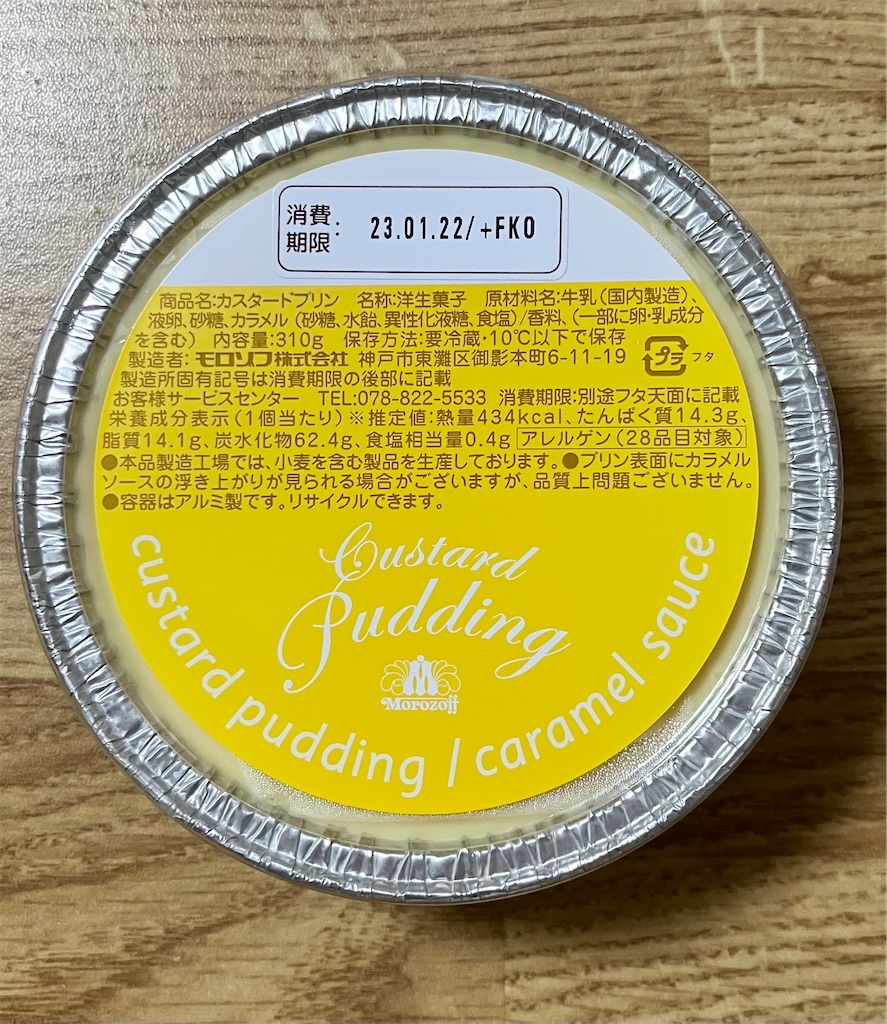 消費
期限: 23.01.22/+FKO
商品名:カスタードプリン 名称:洋生菓子 原材料名:牛乳(国内製造)、
液卵、砂糖、カラメル(砂糖、水飴、異性化液糖、食塩)/香料、(一部に卵・乳成分
を含む) 内容量:310g 保存方法:要冷蔵・10℃以下で保存
製造者:モロゾフ株式会社 神戸市東灘区御影本町6-11-19 プラ フタ
製造所固有記号は消費期限の後部に記載
お客様サービスセンター TEL:078-822-5533 消費期限:別途フタ天面に記載
栄養成分表示(1個当たり)※推定値:熱量434kcal、たんぱく質14.3g、
脂質14.1g、炭水化物62.4g、食塩相当量0.4g アレルゲン(28品目対象)
●本品製造工場では、小麦を含む製品を生産しております。●プリン表面にカラメル
ソースの浮き上がりが見られる場合がございますが、品質上問題ございません。
●容器はアルミ製です。リサイクルできます。
Custard
Pudding
Morozoff
custard pudding / caramel sauce